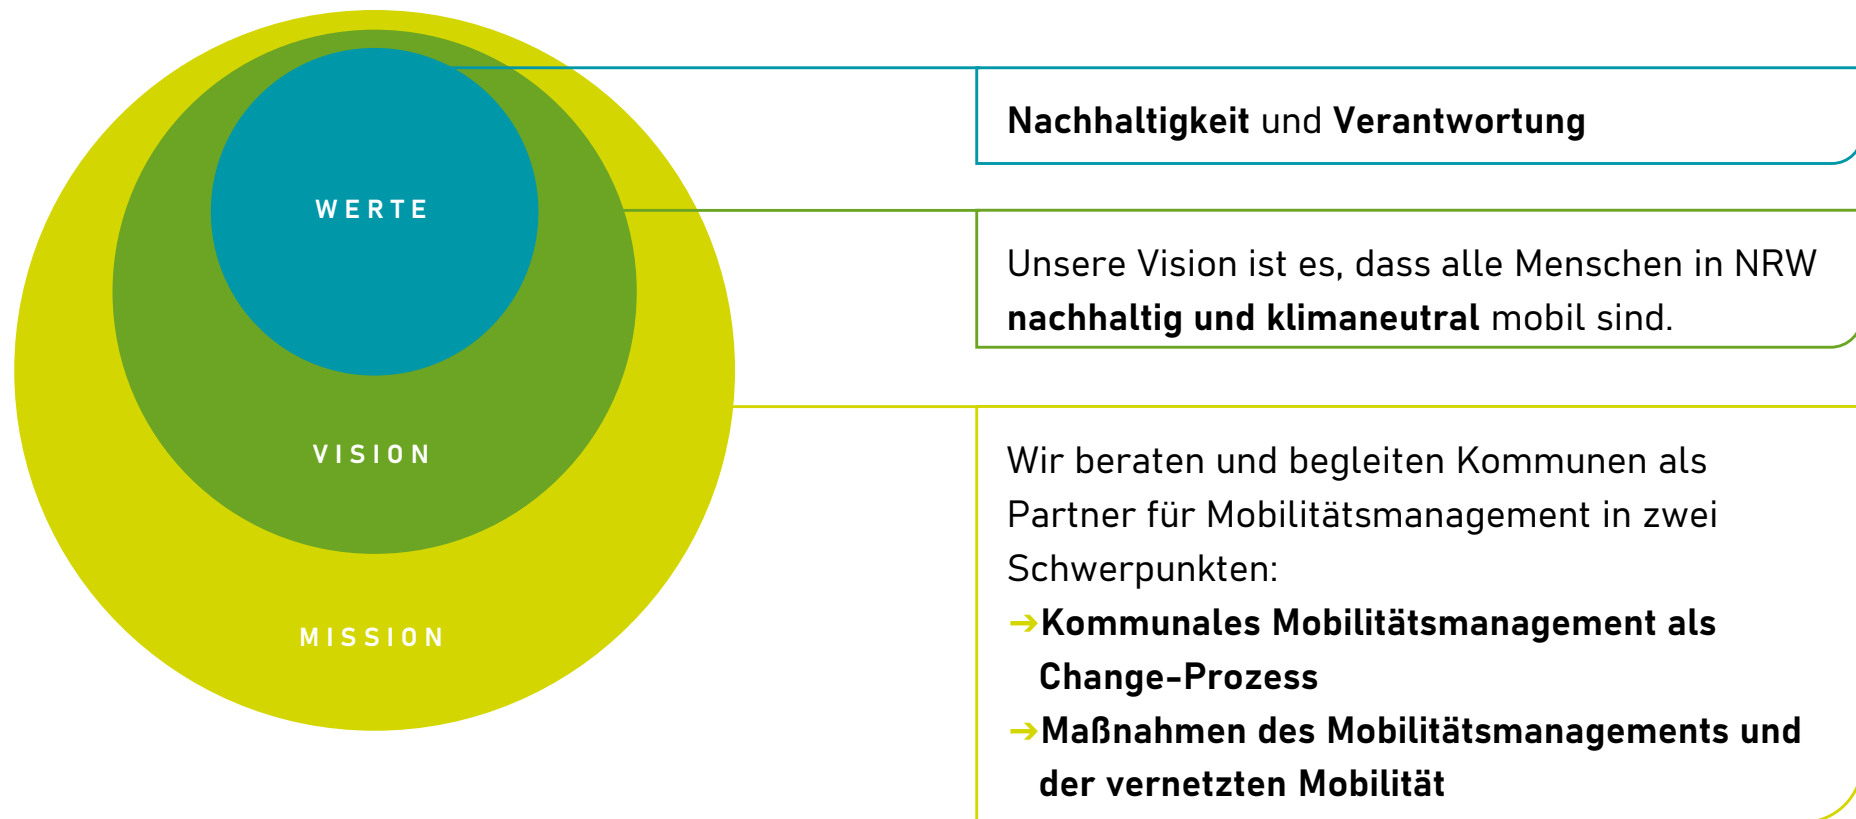 WERTE
VISION
MISSION
Nachhaltigkeit und Verantwortung
Unsere Vision ist es, dass alle Menschen in NRW
nachhaltig und klimaneutral mobil sind.
Wir beraten und begleiten Kommunen als
Partner für Mobilitätsmanagement in zwei
Schwerpunkten:
→Kommunales Mobilitätsmanagement als
Change-Prozess
→Maßnahmen des Mobilitätsmanagements und
der vernetzten Mobilität